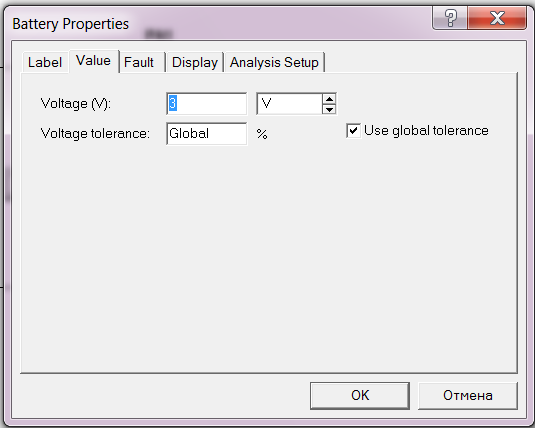 Battery Properties
Label Value Fault Display Analysis Setup
Voltage (V): 3 V
Voltage tolerance: Global % Use global tolerance
OK Отмена